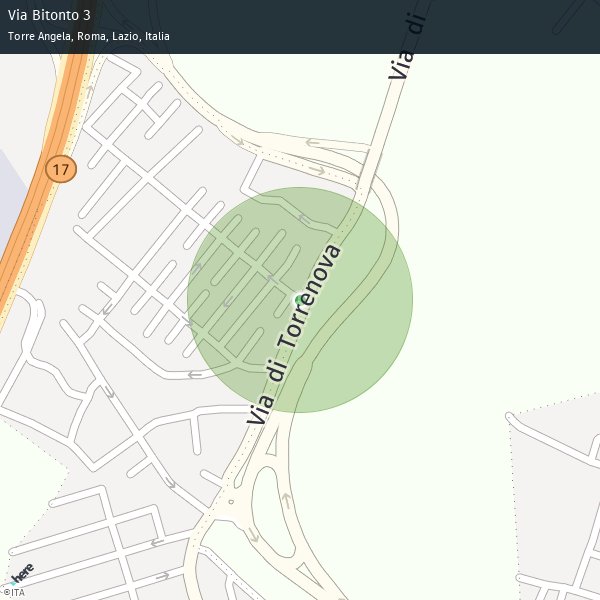 Via Bitonto 3
Torre Angela, Roma, Lazio, Italia
Via di
17
Via di Torrenova
here
©ITA